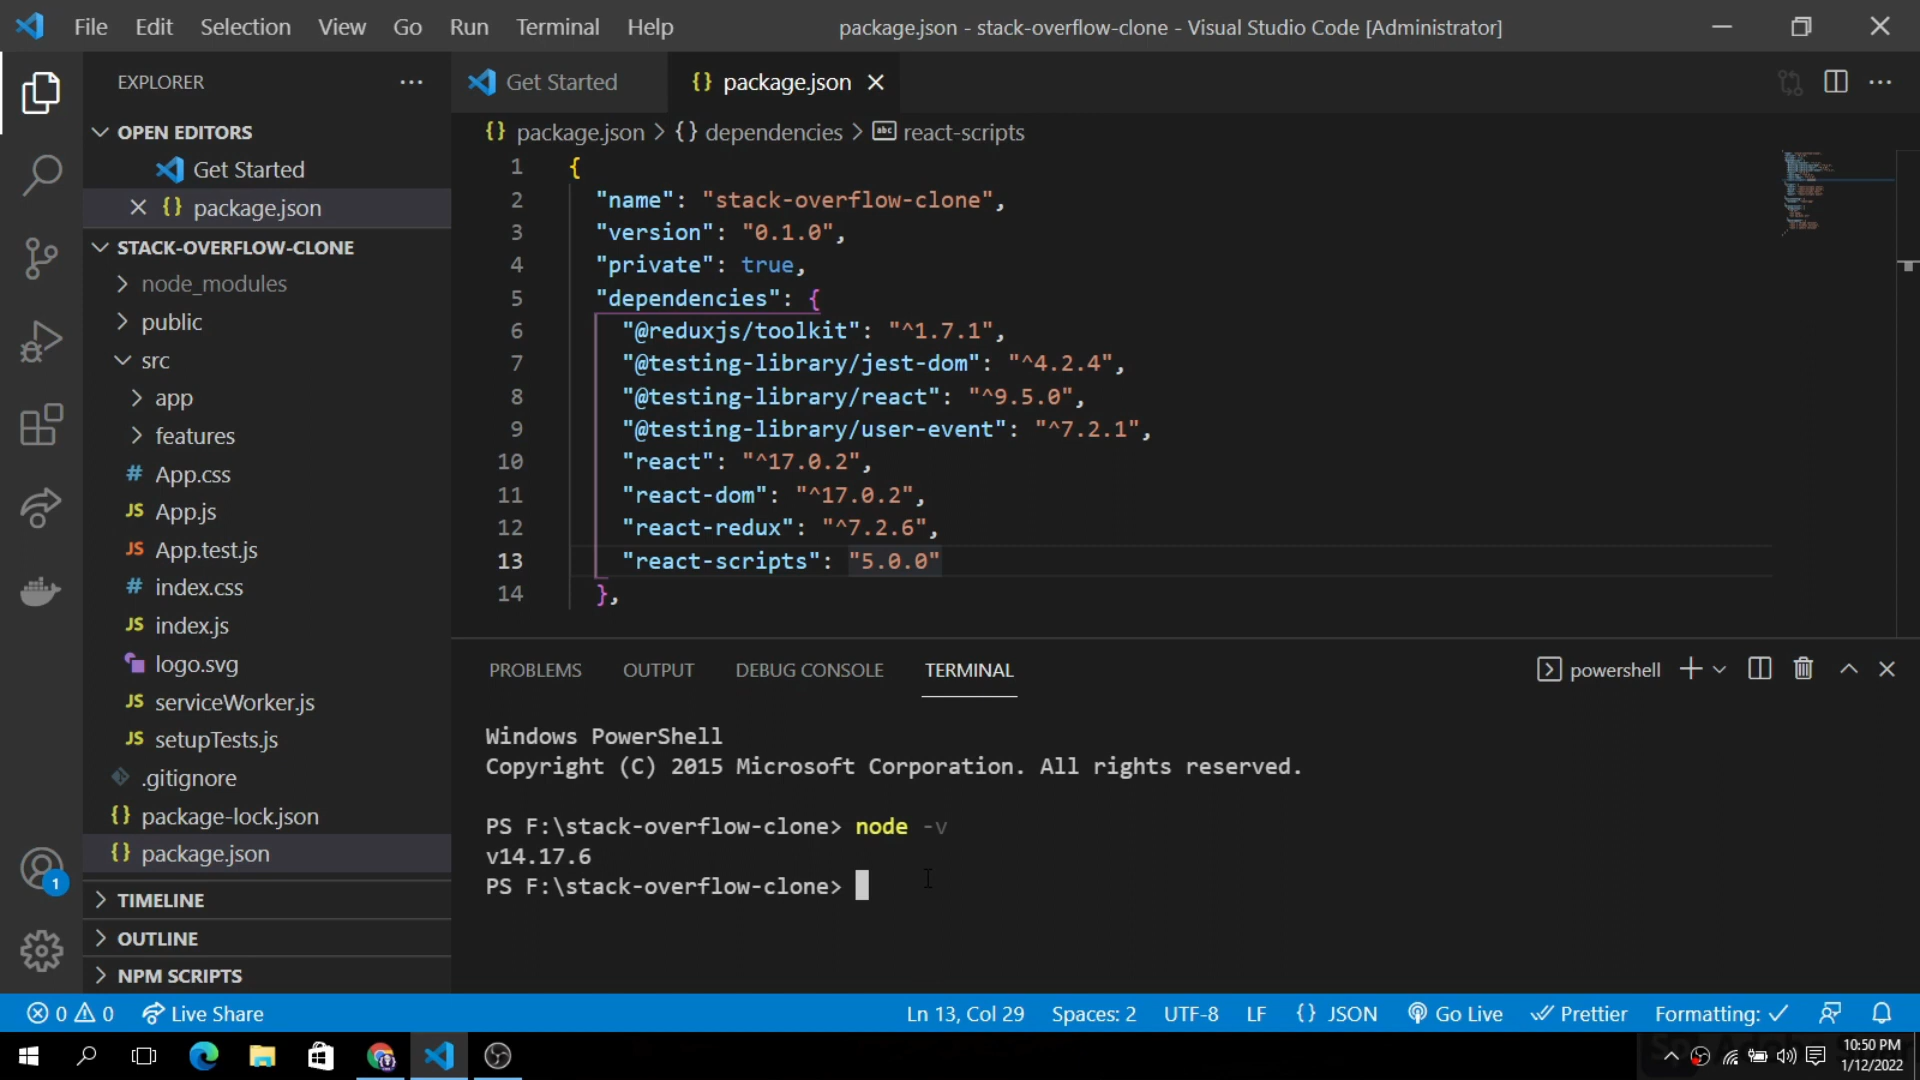 File Edit Selection View Go Run Terminal Help
package.json - stack-overflow-clone - Visual Studio Code [Administrator]
EXPLORER
OPEN EDITORS
Get Started
package.json
STACK-OVERFLOW-CLONE
node_modules
public
src
app
features
# App.css
JS App.js
JS App.test.js
# index.css
JS index.js
logo.svg
JS serviceWorker.js
JS setupTests.js
.gitignore
{} package-lock.json
{} package.json
TIMELINE
OUTLINE
NPM SCRIPTS
1
Get Started
{} package.json
{} package.json > {} dependencies > abc react-scripts
1 {
2 "name": "stack-overflow-clone",
3 "version": "0.1.0",
4 "private": true,
5 "dependencies": {
6 "@reduxjs/toolkit": "^1.7.1",
7 "@testing-library/jest-dom": "^4.2.4",
8 "@testing-library/react": "^9.5.0",
9 "@testing-library/user-event": "^7.2.1",
10 "react": "^17.0.2",
11 "react-dom": "^17.0.2",
12 "react-redux": "^7.2.6",
13 "react-scripts": "5.0.0"
14 },
PROBLEMS OUTPUT DEBUG CONSOLE TERMINAL
powershell
Windows PowerShell
Copyright (C) 2015 Microsoft Corporation. All rights reserved.
PS F:\stack-overflow-clone> node -v
v14.17.6
PS F:\stack-overflow-clone>
0 0 Live Share
Ln 13, Col 29 Spaces: 2 UTF-8 LF {} JSON Go Live Prettier Formatting: ✓
10:50 PM
1/12/2022